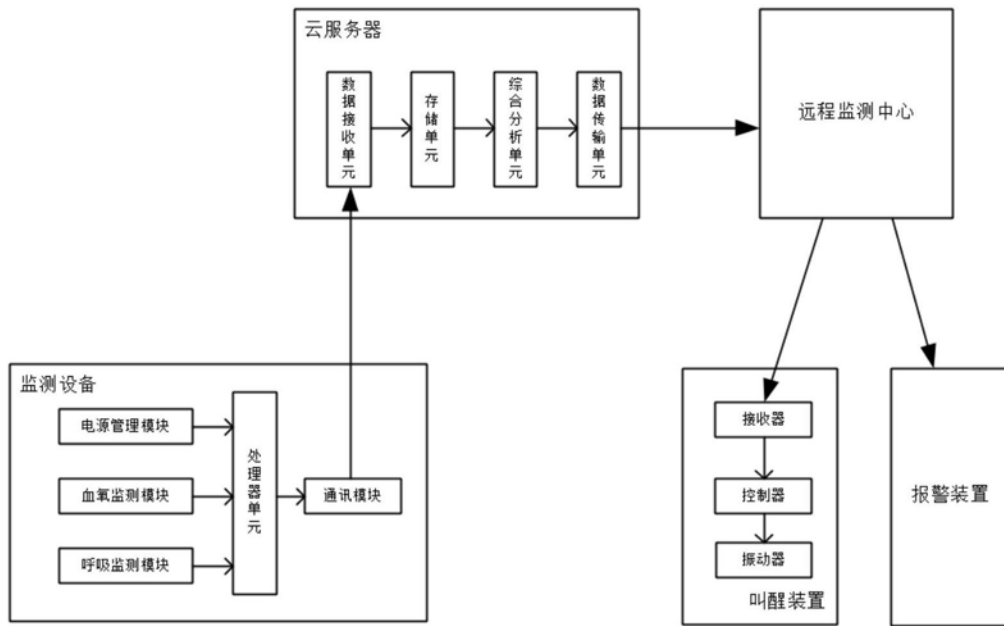 云服务器
数据接收单元
存储单元
综合分析单元
数据传输单元
远程监测中心
监测设备
电源管理模块
血氧监测模块
呼吸监测模块
处理器单元
通讯模块
接收器
控制器
振动器
叫醒装置
报警装置